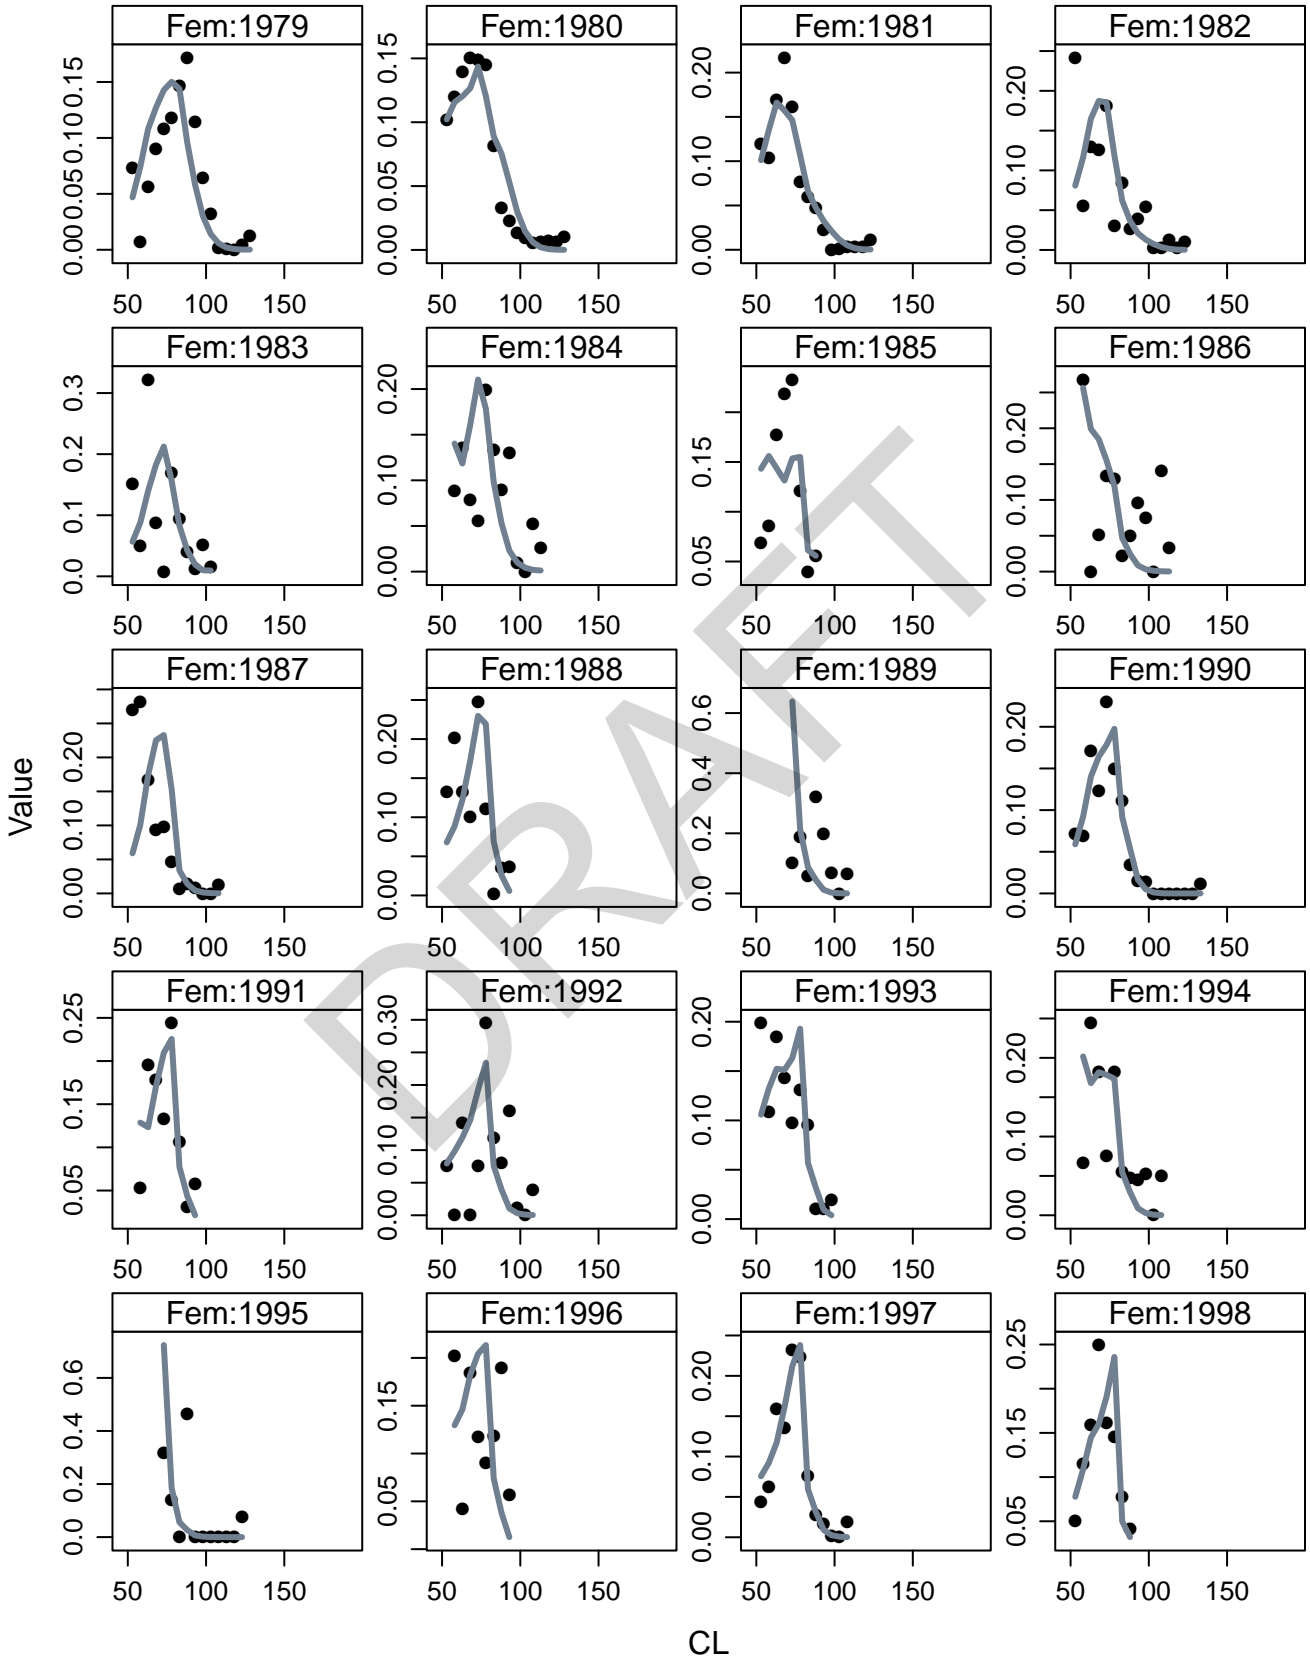 Fem:1979 Fem:1980 Fem:1981 Fem:1982
0.00 0.05 0.10 0.15
0.00 0.05 0.10 0.15
0.00 0.10 0.20
0.00 0.10 0.20
50 100 150 50 100 150 50 100 150 50 100 150
Fem:1983 Fem:1984 Fem:1985 Fem:1986
0.0 0.1 0.2 0.3
0.00 0.10 0.20
0.05 0.15
0.00 0.10 0.20
50 100 150 50 100 150 50 100 150 50 100 150
Fem:1987 Fem:1988 Fem:1989 Fem:1990
0.00 0.10 0.20
0.00 0.10 0.20
0.0 0.2 0.4 0.6
0.00 0.10 0.20
50 100 150 50 100 150 50 100 150 50 100 150
Value
DRAFT
Fem:1991 Fem:1992 Fem:1993 Fem:1994
0.05 0.15 0.25
0.00 0.10 0.20 0.30
0.00 0.10 0.20
0.00 0.10 0.20
50 100 150 50 100 150 50 100 150 50 100 150
Fem:1995 Fem:1996 Fem:1997 Fem:1998
0.0 0.2 0.4 0.6
0.05 0.15
0.00 0.10 0.20
0.05 0.15 0.25
50 100 150 50 100 150 50 100 150 50 100 150
CL